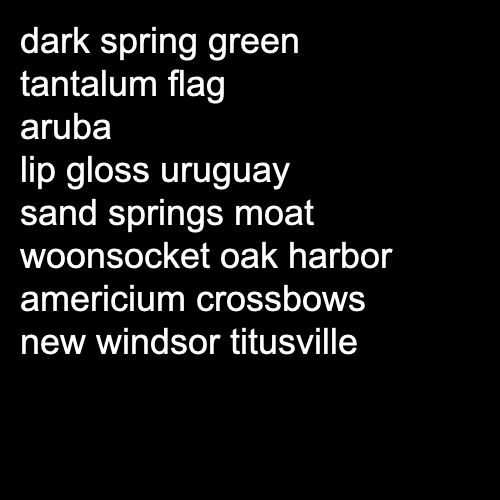 dark spring green
tantalum flag
aruba
lip gloss uruguay
sand springs moat
woonsocket oak harbor
americium crossbows
new windsor titusville